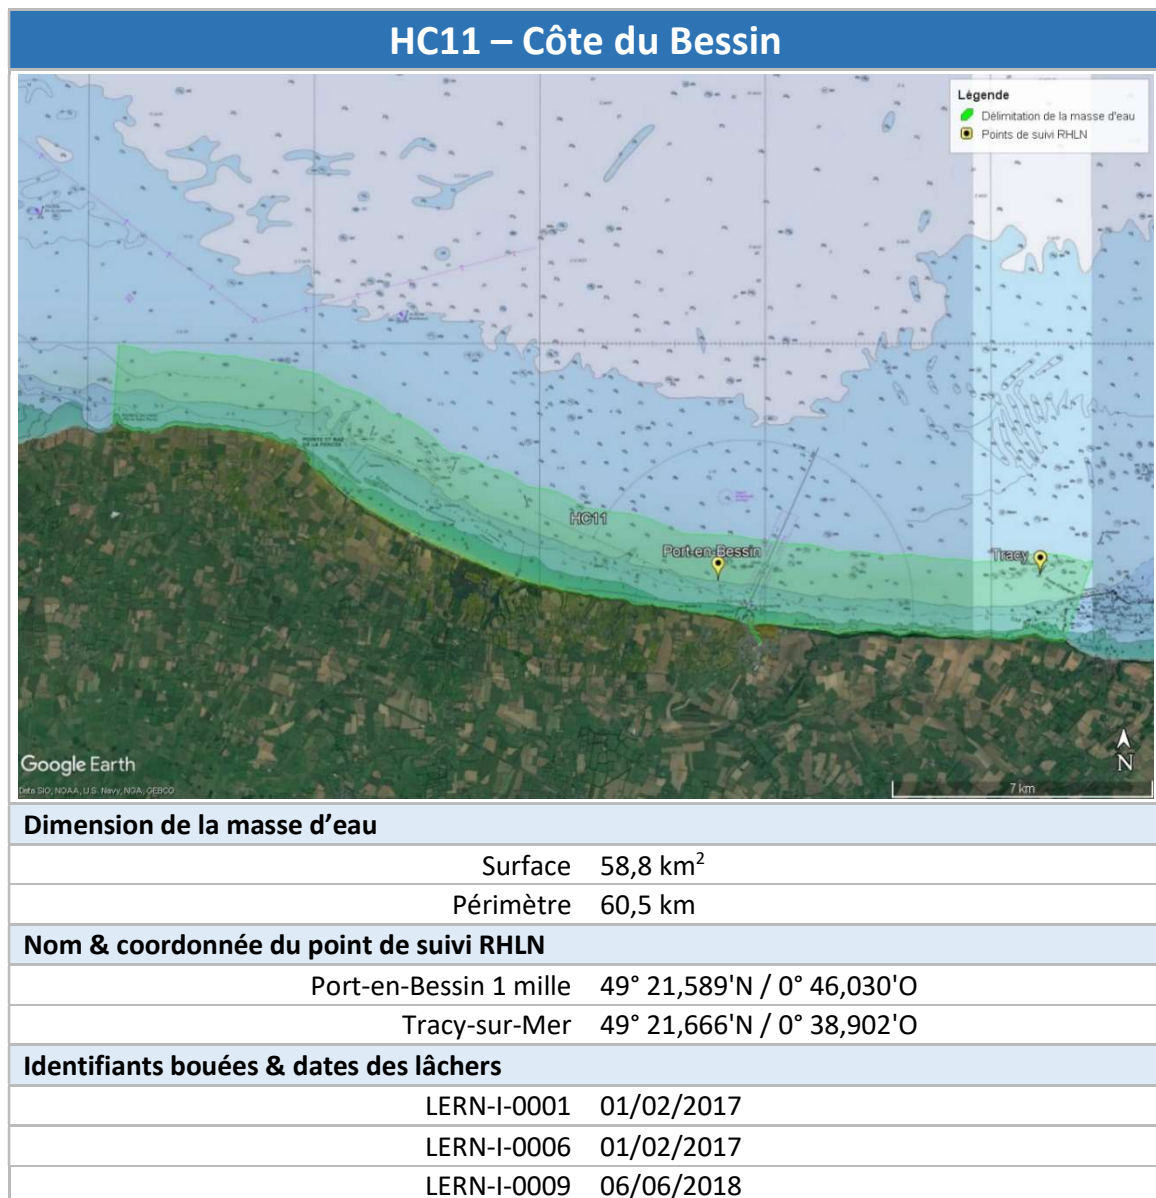 HC11 – Côte du Bessin
Légende
Délimitation de la masse d'eau
Points de suivi RHLN
HC11
Port-en-Bessin
Tracy
N
Google Earth
Data SIO, NOAA, U.S. Navy, NGA, GEBCO
7 km
Dimension de la masse d'eau
Surface 58,8 km²
Périmètre 60,5 km
Nom & coordonnée du point de suivi RHLN
Port-en-Bessin 1 mille 49° 21,589'N / 0° 46,030'O
Tracy-sur-Mer 49° 21,666'N / 0° 38,902'O
Identifiants bouées & dates des lâchers
LERN-I-0001 01/02/2017
LERN-I-0006 01/02/2017
LERN-I-0009 06/06/2018